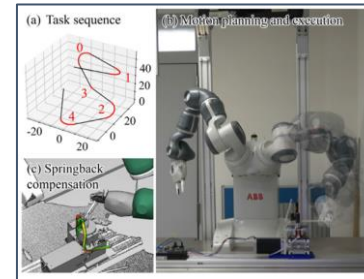 (a) Task sequence
0
1
3
2
4
40
20
0
-20
0
20
0
20
(b) Motion planning and execution
(c) Springback
compensation
ABB